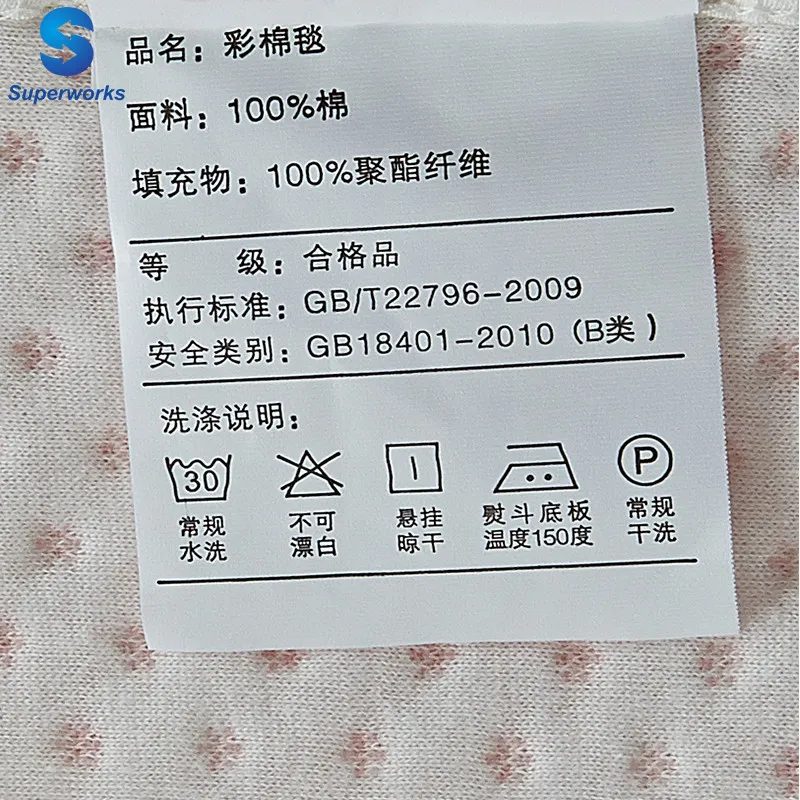 Superworks
品名：彩棉毯
面料：100%棉
填充物：100%聚酯纤维
等 级：合格品
执行标准：GB/T22796-2009
安全类别：GB18401-2010（B类）
洗涤说明：
30 P
常规 不可 悬挂 熨斗底板 常规
水洗 漂白 晾干 温度150度 干洗